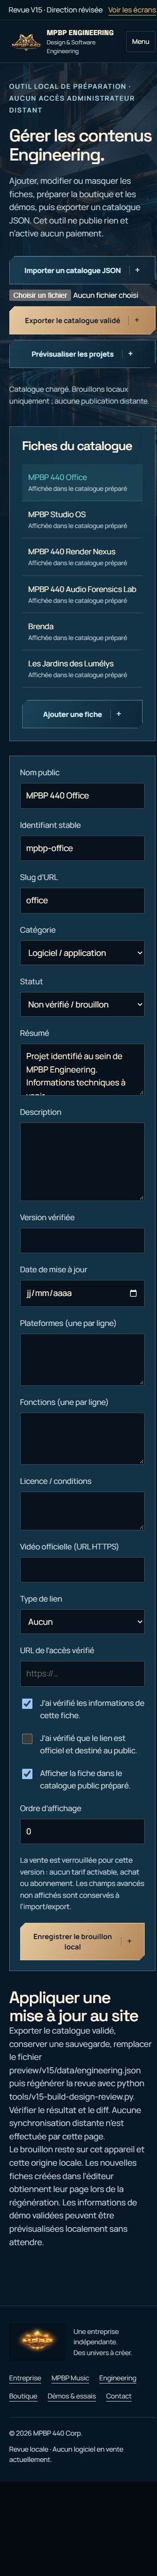 Revue V15 · Direction révisée Voir les écrans
MPBP ENGINEERING
Design & Software
Engineering
Menu
OUTIL LOCAL DE PRÉPARATION ·
AUCUN ACCÈS ADMINISTRATEUR
DISTANT
Gérer les contenus
Engineering.
Ajouter, modifier ou masquer les
fiches, préparer la boutique et les
démos, puis exporter un catalogue
JSON. Cet outil ne publie rien et
n'active aucun paiement.
Importer un catalogue JSON +
Choisir un fichier Aucun fichier choisi
Exporter le catalogue validé +
Prévisualiser les projets +
Catalogue chargé. Brouillons locaux
uniquement ; aucune publication distante.
Fiches du catalogue
MPBP 440 Office
Affichée dans le catalogue préparé
MPBP Studio OS
Affichée dans le catalogue préparé
MPBP 440 Render Nexus
Affichée dans le catalogue préparé
MPBP 440 Audio Forensics Lab
Affichée dans le catalogue préparé
Brenda
Affichée dans le catalogue préparé
Les Jardins des Lumélys
Affichée dans le catalogue préparé
Ajouter une fiche +
Nom public
MPBP 440 Office
Identifiant stable
mpbp-office
Slug d'URL
office
Catégorie
Logiciel / application
Statut
Non vérifié / brouillon
Résumé
Projet identifié au sein de
MPBP Engineering.
Informations techniques à
Description
Version vérifiée
Date de mise à jour
jj/mm/aaaa
Plateformes (une par ligne)
Fonctions (une par ligne)
Licence / conditions
Vidéo officielle (URL HTTPS)
Type de lien
Aucun
URL de l'accès vérifié
https://…
J'ai vérifié les informations de
cette fiche.
J'ai vérifié que le lien est
officiel et destiné au public.
Afficher la fiche dans le
catalogue public préparé.
Ordre d'affichage
0
La vente est verrouillée pour cette
version : aucun tarif activable, achat
ou abonnement. Les champs avancés
non affichés sont conservés à
l'import/export.
Enregistrer le brouillon
local +
Appliquer une
mise à jour au site
Exporter le catalogue validé,
conserver une sauvegarde, remplacer
le fichier
preview/v15/data/engineering.json
puis régénérer la revue avec python
tools/v15-build-design-review.py.
Vérifier le résultat et le diff. Aucune
synchronisation distante n'est
effectuée par cette page.
Le brouillon reste sur cet appareil et
cette origine locale. Les nouvelles
fiches créées dans l'éditeur
obtiennent leur page lors de la
régénération. Les informations de
démo validées peuvent être
prévisualisées localement sans
attendre.
Une entreprise
indépendante.
Des univers à créer.
Entreprise MPBP Music Engineering
Boutique Démos & essais Contact
© 2026 MPBP 440 Corp.
Revue locale · Aucun logiciel en vente
actuellement.